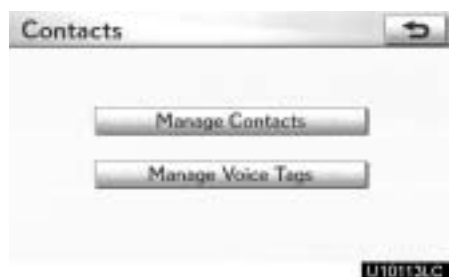 Contacts
Manage Contacts
Manage Voice Tags
U10113LC